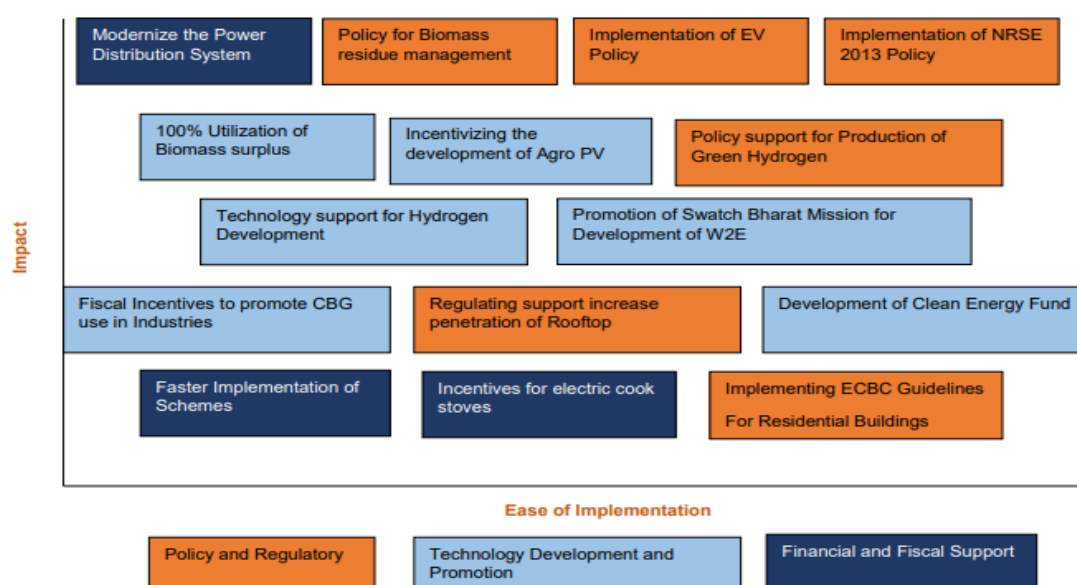 Modernize the Power
Distribution System
Policy for Biomass
residue management
Implementation of EV
Policy
Implementation of NRSE
2013 Policy
100% Utilization of
Biomass surplus
Incentivizing the
development of Agro PV
Policy support for Production of
Green Hydrogen
Technology support for Hydrogen
Development
Promotion of Swatch Bharat Mission for
Development of W2E
Impact
Fiscal Incentives to promote CBG
use in Industries
Regulating support increase
penetration of Rooftop
Development of Clean Energy Fund
Faster Implementation of
Schemes
Incentives for electric cook
stoves
Implementing ECBC Guidelines
For Residential Buildings
Ease of Implementation
Policy and Regulatory
Technology Development and
Promotion
Financial and Fiscal Support